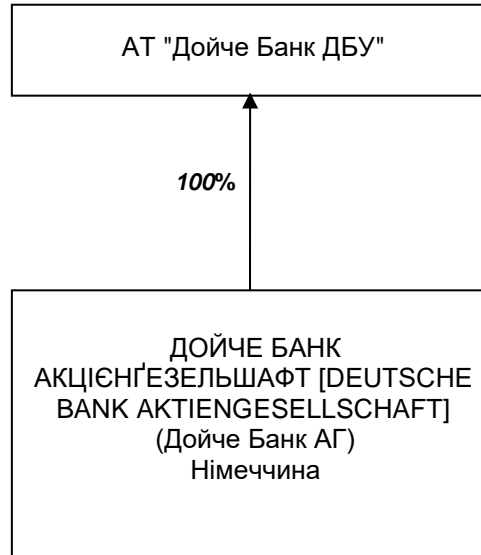 АТ "Дойче Банк ДБУ"
100%
ДОЙЧЕ БАНК
АКЦІЄНҐЕЗЕЛЬШАФТ [DEUTSCHE
BANK AKTIENGESELLSCHAFT]
(Дойче Банк АГ)
Німеччина